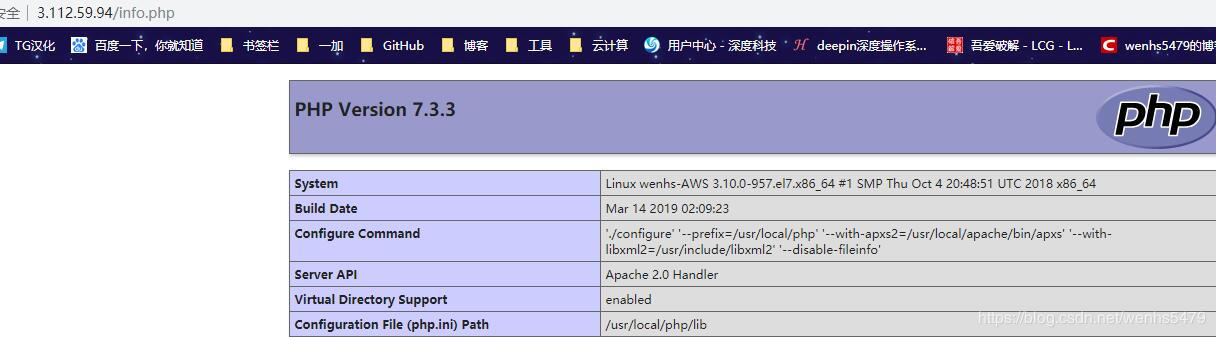 安全 3.112.59.94/info.php
TG汉化 百度一下，你就知道 书签栏 一加 GitHub 博客 工具 云计算 用户中心 - 深度科技 deepin深度操作系... 吾爱破解 - LCG - L... wenhs5479的博
PHP Version 7.3.3
php
System Linux wenhs-AWS 3.10.0-957.el7.x86_64 #1 SMP Thu Oct 4 20:48:51 UTC 2018 x86_64
Build Date Mar 14 2019 02:09:23
Configure Command './configure' '--prefix=/usr/local/php' '--with-apxs2=/usr/local/apache/bin/apxs' '--with-
libxml2=/usr/include/libxml2' '--disable-fileinfo'
Server API Apache 2.0 Handler
Virtual Directory Support enabled
Configuration File (php.ini) Path /usr/local/php/lib
https://blog.csdn.net/wenhs5479